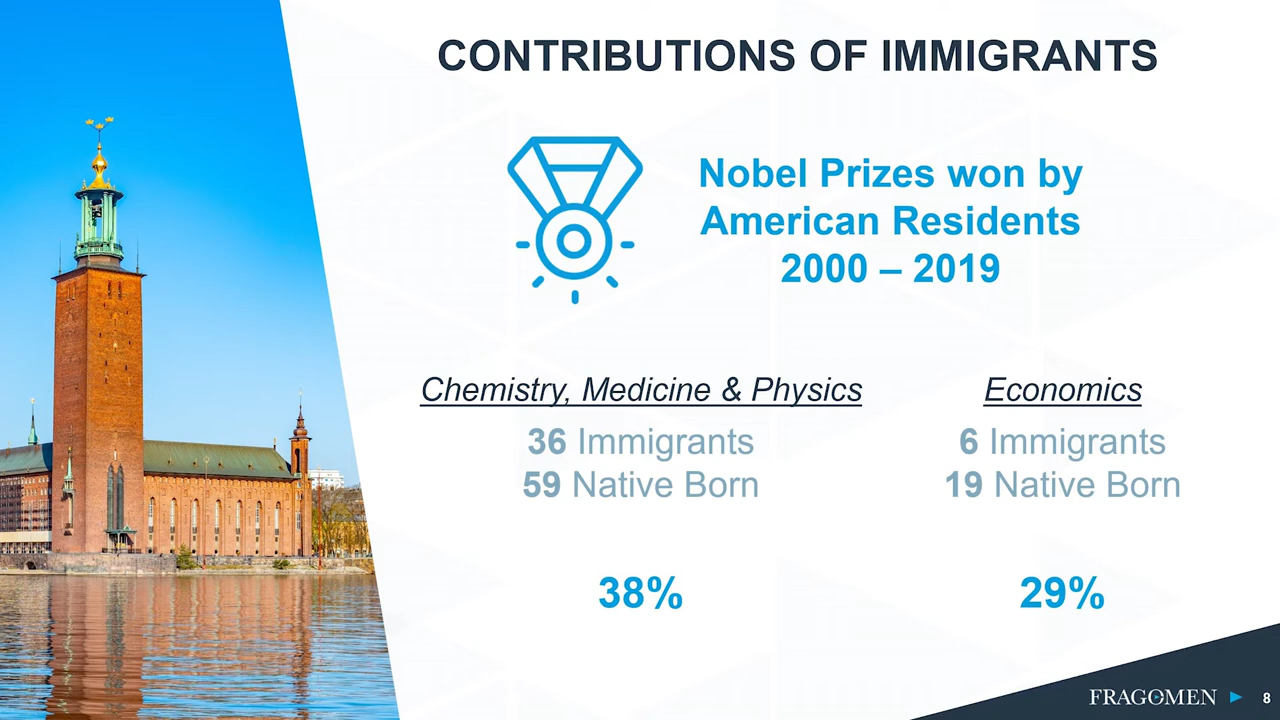 CONTRIBUTIONS OF IMMIGRANTS
Nobel Prizes won by
American Residents
2000 – 2019
Chemistry, Medicine & Physics
36 Immigrants
59 Native Born
38%
Economics
6 Immigrants
19 Native Born
29%
FRAGOMEN
8